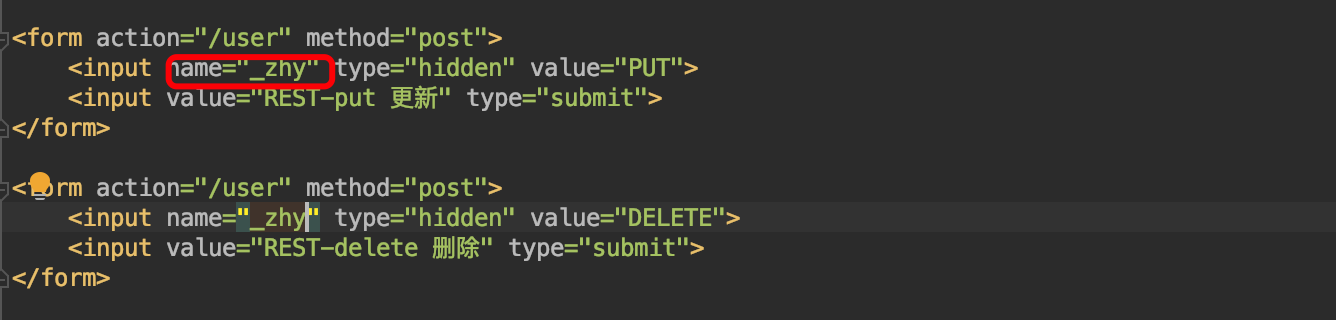 <form action="/user" method="post">
    <input name="_zhy" type="hidden" value="PUT">
    <input value="REST-put 更新" type="submit">
</form>
<form action="/user" method="post">
    <input name="_zhy" type="hidden" value="DELETE">
    <input value="REST-delete 删除" type="submit">
</form>